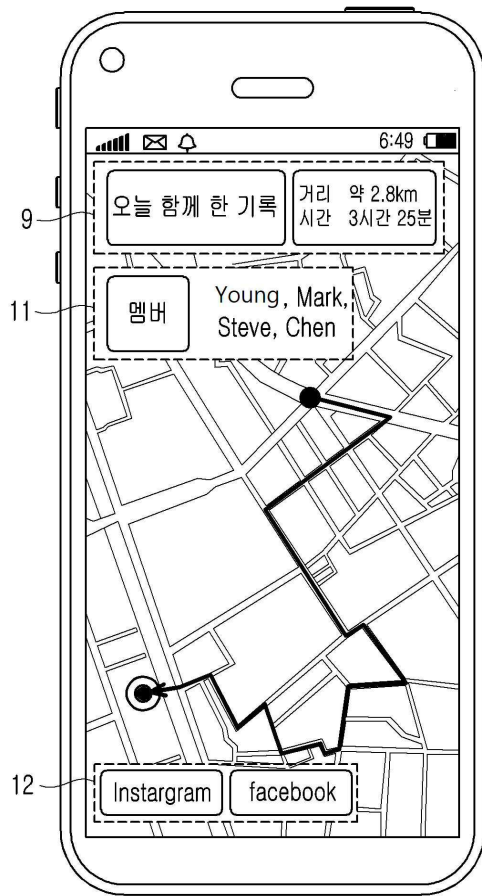 6:49
9
오늘 함께 한 기록
거리 약 2.8km
시간 3시간 25분
11
멤버
Young, Mark,
Steve, Chen
12
Instargram
facebook